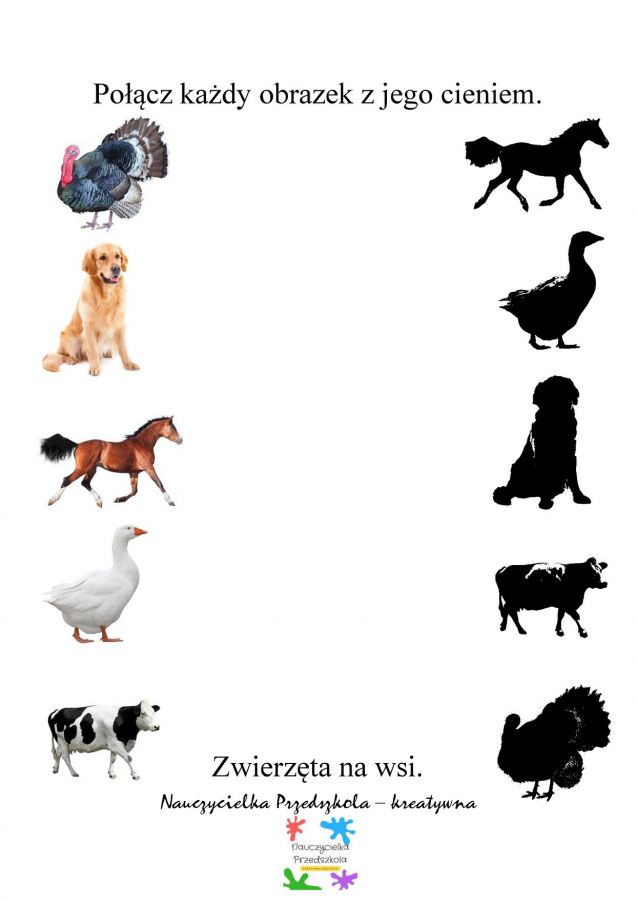 Połącz każdy obrazek z jego cieniem.
Zwierzęta na wsi.
Nauczycielka Przedszkola – kreatywna
Nauczycielka
Przedszkola